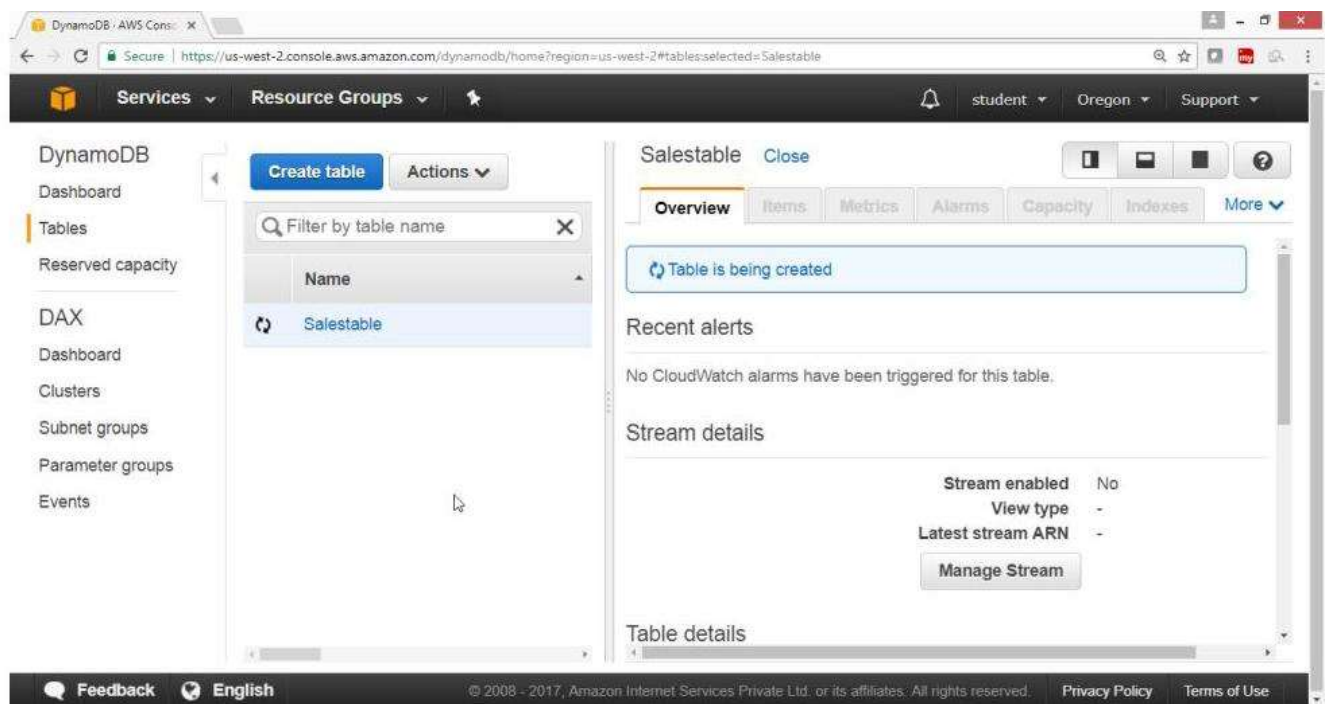 DynamoDB · AWS Cons
Secure | https://us-west-2.console.aws.amazon.com/dynamodb/home?region=us-west-2#tables:selected=Salestable
my
Services Resource Groups student Oregon Support
DynamoDB
Dashboard
Tables
Reserved capacity
DAX
Dashboard
Clusters
Subnet groups
Parameter groups
Events
Create table Actions
Filter by table name
Name
Salestable
Salestable Close
Overview Items Metrics Alarms Capacity Indexes More
Table is being created
Recent alerts
No CloudWatch alarms have been triggered for this table.
Stream details
Stream enabled No
View type -
Latest stream ARN -
Manage Stream
Table details
Feedback English © 2008 - 2017, Amazon Internet Services Private Ltd. or its affiliates. All rights reserved. Privacy Policy Terms of Use